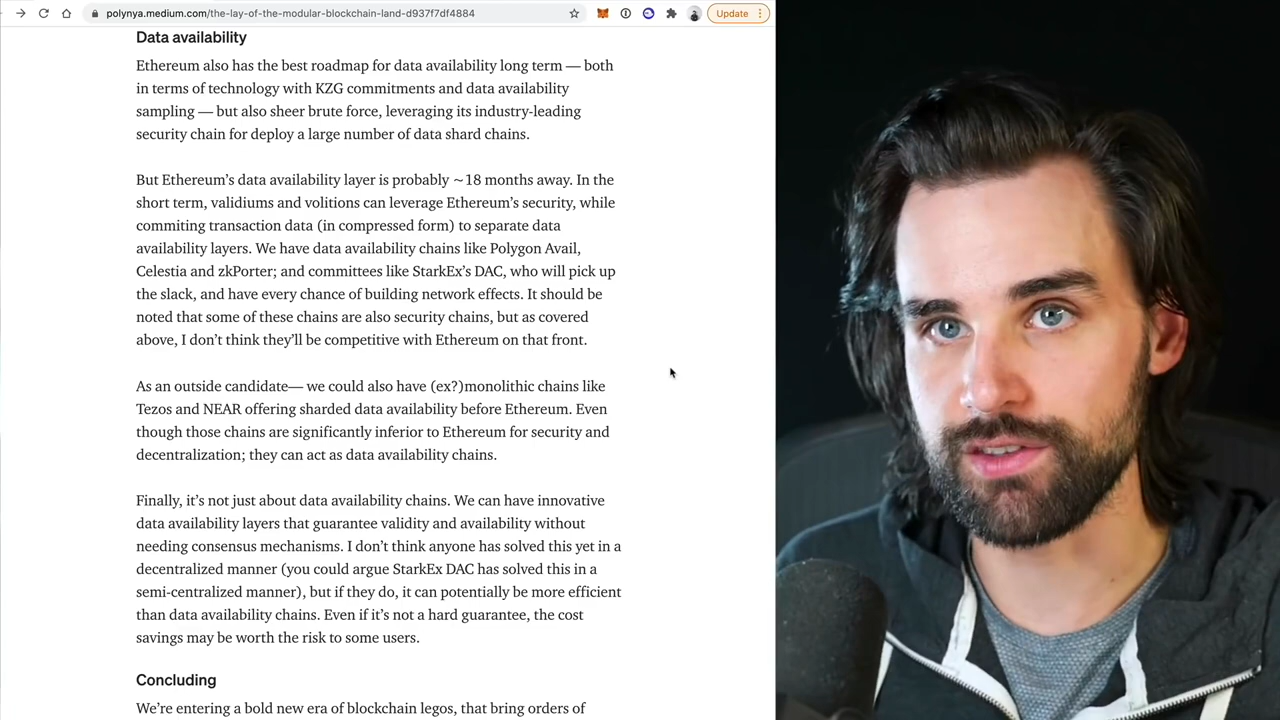 polynya.medium.com/the-lay-of-the-modular-blockchain-land-d937f7df4884
Update
Data availability
Ethereum also has the best roadmap for data availability long term — both
in terms of technology with KZG commitments and data availability
sampling — but also sheer brute force, leveraging its industry-leading
security chain for deploy a large number of data shard chains.
But Ethereum’s data availability layer is probably ~18 months away. In the
short term, validiums and volitions can leverage Ethereum’s security, while
commiting transaction data (in compressed form) to separate data
availability layers. We have data availability chains like Polygon Avail,
Celestia and zkPorter; and committees like StarkEx’s DAC, who will pick up
the slack, and have every chance of building network effects. It should be
noted that some of these chains are also security chains, but as covered
above, I don’t think they’ll be competitive with Ethereum on that front.
As an outside candidate— we could also have (ex?)monolithic chains like
Tezos and NEAR offering sharded data availability before Ethereum. Even
though those chains are significantly inferior to Ethereum for security and
decentralization; they can act as data availability chains.
Finally, it’s not just about data availability chains. We can have innovative
data availability layers that guarantee validity and availability without
needing consensus mechanisms. I don’t think anyone has solved this yet in a
decentralized manner (you could argue StarkEx DAC has solved this in a
semi-centralized manner), but if they do, it can potentially be more efficient
than data availability chains. Even if it’s not a hard guarantee, the cost
savings may be worth the risk to some users.
Concluding
We’re entering a bold new era of blockchain legos, that bring orders of